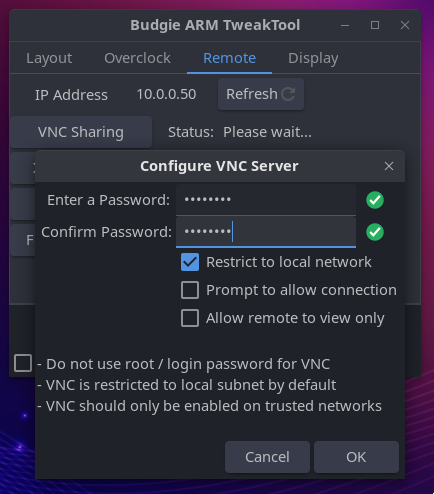 Budgie ARM TweakTool
Layout Overclock Remote Display
IP Address 10.0.0.50 Refresh
VNC Sharing Status: Please wait...
Configure VNC Server
Enter a Password: ••••••••
Confirm Password: ••••••••
Restrict to local network
Prompt to allow connection
Allow remote to view only
- Do not use root / login password for VNC
- VNC is restricted to local subnet by default
- VNC should only be enabled on trusted networks
Cancel OK